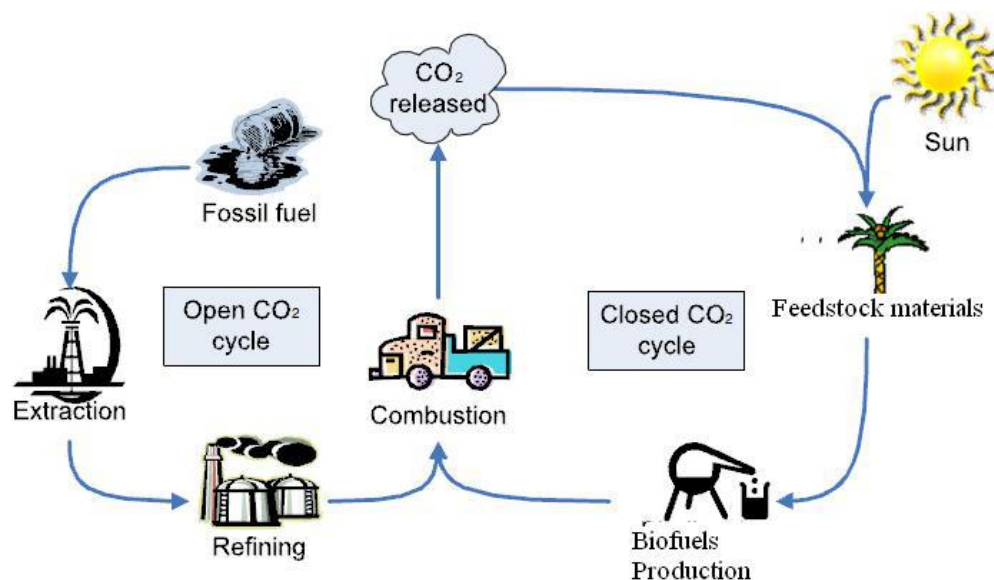 CO₂
released
Sun
Fossil fuel
Open CO₂
cycle
Closed CO₂
cycle
Feedstock materials
Extraction
Combustion
Refining
Biofuels
Production